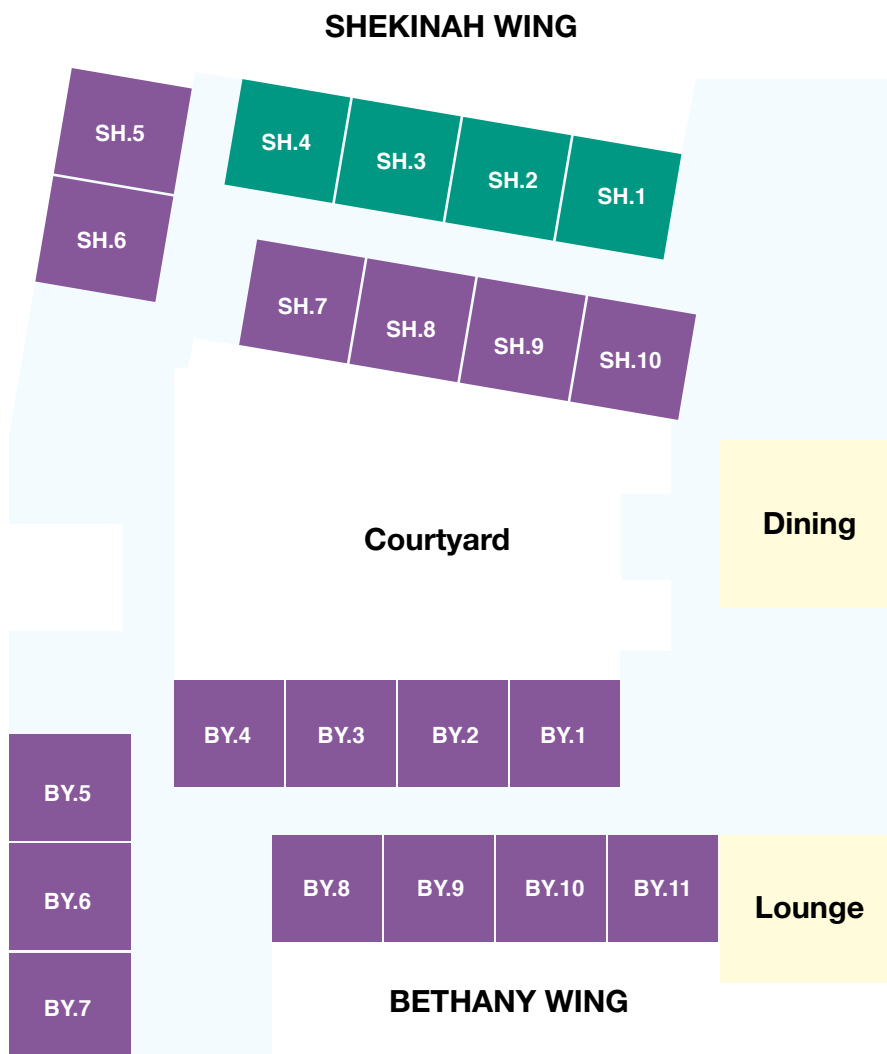 SHEKINAH WING
SH.5
SH.4
SH.3
SH.2
SH.1
SH.6
SH.7
SH.8
SH.9
SH.10
Dining
Courtyard
BY.4
BY.3
BY.2
BY.1
BY.5
BY.8
BY.9
BY.10
BY.11
BY.6
Lounge
BETHANY WING
BY.7